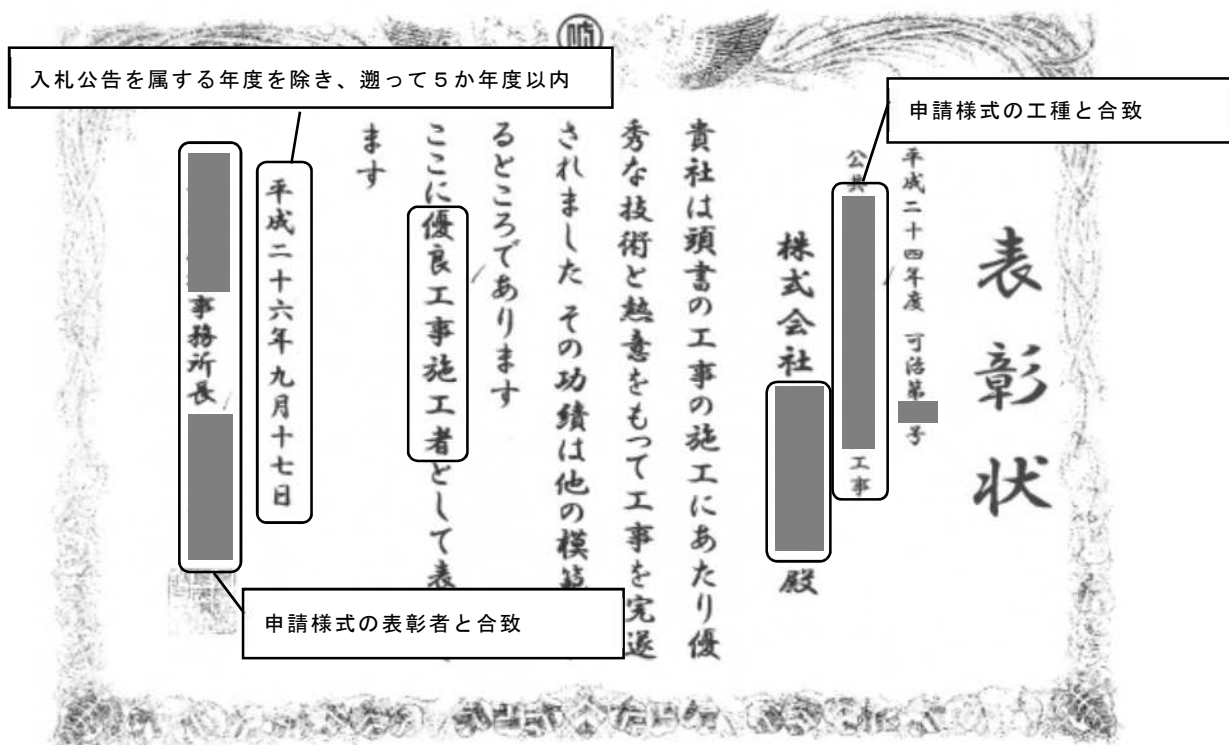 入札公告を属する年度を除き、遡って５か年度以内
申請様式の工種と合致
表彰状
平成二十四年度 可治第 号
公共 工事
株式会社 殿
貴社は頭書の工事の施工にあたり優
秀な技術と熱意をもって工事を完遂
されました その功績は他の模範
るところであります
ここに優良工事施工者として表
ます
平成二十六年九月十七日
事務所長
申請様式の表彰者と合致